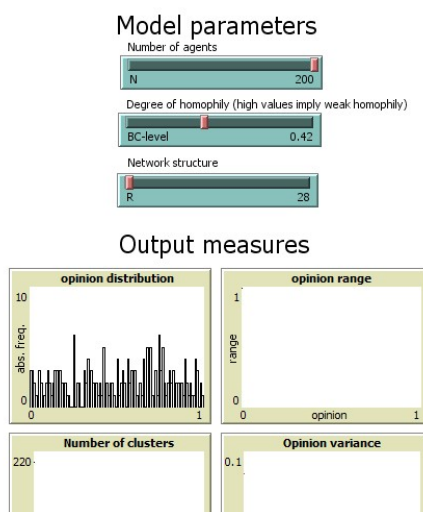 Model parameters
Number of agents
N 200
Degree of homophily (high values imply weak homophily)
BC-level 0.42
Network structure
R 28
Output measures
opinion distribution
10
abs. freq.
0
0 1
opinion range
1
range
0
0 opinion 1
Number of clusters
220
Opinion variance
0.1